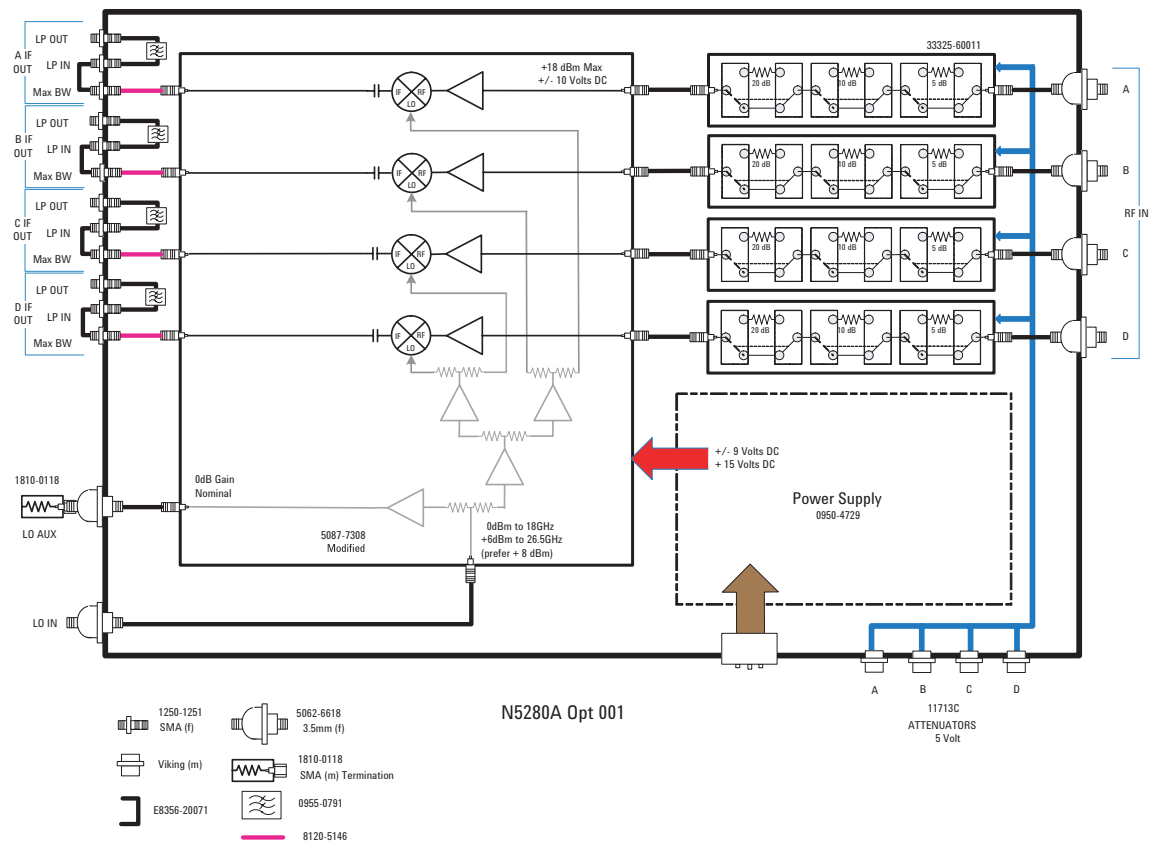 LP OUT
A IF
OUT
LP IN
Max BW
LP OUT
B IF
OUT
LP IN
Max BW
LP OUT
C IF
OUT
LP IN
Max BW
LP OUT
D IF
OUT
LP IN
Max BW
+18 dBm Max
+/- 10 Volts DC
IF
RF
LO
IF
RF
LO
IF
RF
LO
IF
RF
LO
33325-60011
20 dB
10 dB
5 dB
20 dB
10 dB
5 dB
20 dB
10 dB
5 dB
20 dB
10 dB
5 dB
A
B
C
D
RF IN
+/- 9 Volts DC
+ 15 Volts DC
Power Supply
0950-4729
1810-0118
LO AUX
0dB Gain
Nominal
5087-7308
Modified
0dBm to 18GHz
+6dBm to 26.5GHz
(prefer + 8 dBm)
LO IN
A
B
C
D
11713C
ATTENUATORS
5 Volt
N5280A Opt 001
1250-1251
SMA (f)
5062-6618
3.5mm (f)
Viking (m)
1810-0118
SMA (m) Termination
E8356-20071
0955-0791
8120-5146